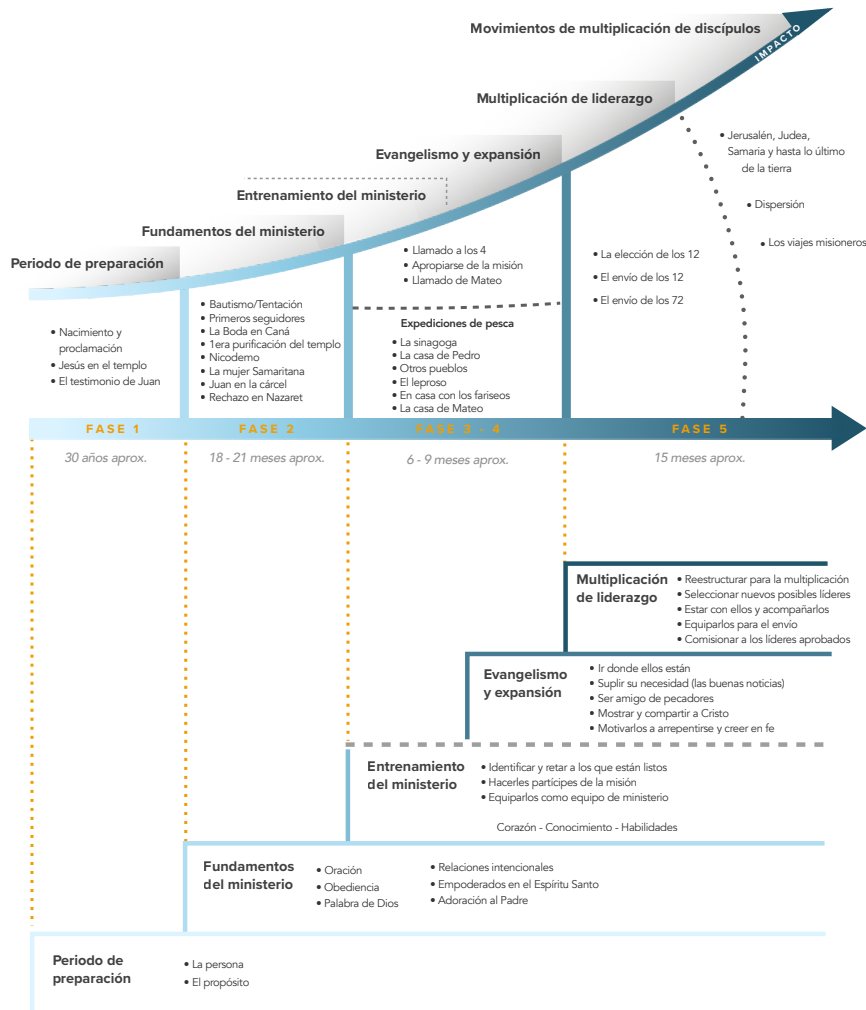 Movimientos de multiplicación de discípulos
IMPACTO
Multiplicación de liderazgo
Evangelismo y expansión
Entrenamiento del ministerio
Fundamentos del ministerio
Periodo de preparación
• Nacimiento y
proclamación
• Jesús en el templo
• El testimonio de Juan
• Bautismo/Tentación
• Primeros seguidores
• La Boda en Caná
• 1era purificación del templo
• Nicodemo
• La mujer Samaritana
• Juan en la cárcel
• Rechazo en Nazaret
• Llamado a los 4
• Apropiarse de la misión
• Llamado de Mateo
Expediciones de pesca
• La sinagoga
• La casa de Pedro
• Otros pueblos
• El leproso
• En casa con los fariseos
• La casa de Mateo
• La elección de los 12
• El envío de los 12
• El envío de los 72
• Jerusalén, Judea,
Samaria y hasta lo último
de la tierra
• Dispersión
• Los viajes misioneros
FASE 1
FASE 2
FASE 3 - 4
FASE 5
30 años aprox.
18 - 21 meses aprox.
6 - 9 meses aprox.
15 meses aprox.
Multiplicación
de liderazgo
• Reestructurar para la multiplicación
• Seleccionar nuevos posibles líderes
• Estar con ellos y acompañarlos
• Equiparlos para el envío
• Comisionar a los líderes aprobados
Evangelismo
y expansión
• Ir donde ellos están
• Suplir su necesidad (las buenas noticias)
• Ser amigo de pecadores
• Mostrar y compartir a Cristo
• Motivarlos a arrepentirse y creer en fe
Entrenamiento
del ministerio
• Identificar y retar a los que están listos
• Hacerles partícipes de la misión
• Equiparlos como equipo de ministerio
Corazón - Conocimiento - Habilidades
Fundamentos
del ministerio
• Oración
• Obediencia
• Palabra de Dios
• Relaciones intencionales
• Empoderados en el Espíritu Santo
• Adoración al Padre
Periodo de
preparación
• La persona
• El propósito